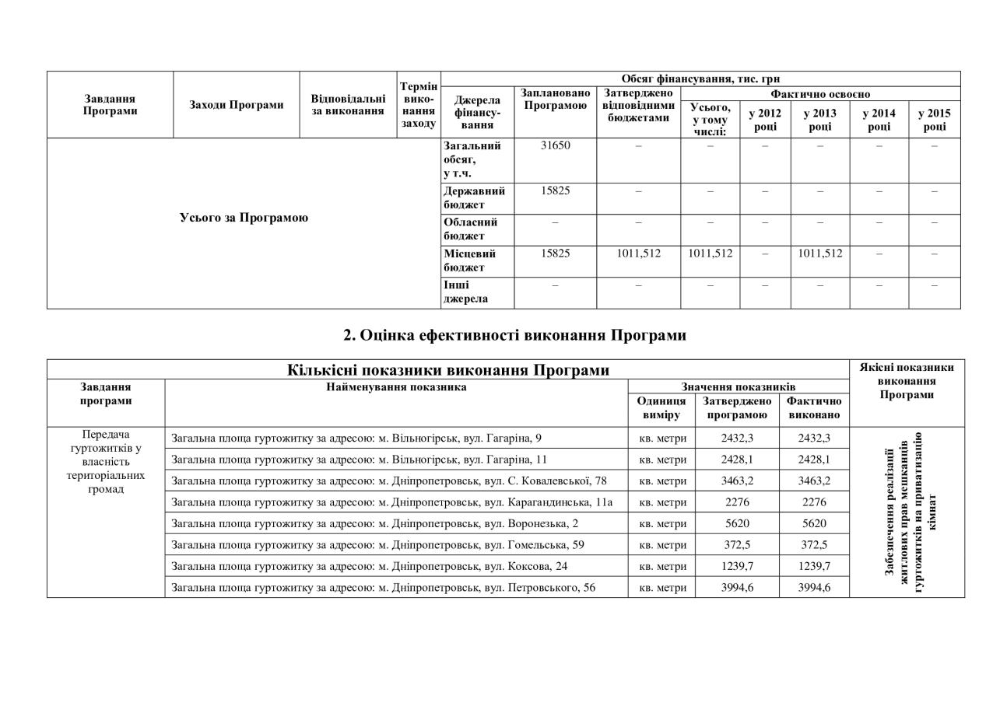 Завдання Програми
Заходи Програми
Відповідальні за виконання
Термін вико-нання заходу
Обсяг фінансування, тис. грн
Джерела фінансу-вання
Заплановано Програмою
Затверджено відповідними бюджетами
Фактично освоєно
Усього, у тому числі:
у 2012 році
у 2013 році
у 2014 році
у 2015 році
Усього за Програмою
Загальний обсяг, у т.ч. 31650 – – – – – –
Державний бюджет 15825 – – – – – –
Обласний бюджет – – – – – – –
Місцевий бюджет 15825 1011,512 1011,512 – 1011,512 – –
Інші джерела – – – – – – –
2. Оцінка ефективності виконання Програми
Кількісні показники виконання Програми
Якісні показники виконання Програми
Завдання програми
Найменування показника
Значення показників
Одиниця виміру
Затверджено програмою
Фактично виконано
Передача гуртожитків у власність територіальних громад
Загальна площа гуртожитку за адресою: м. Вільногірськ, вул. Гагаріна, 9 кв. метри 2432,3 2432,3
Загальна площа гуртожитку за адресою: м. Вільногірськ, вул. Гагаріна, 11 кв. метри 2428,1 2428,1
Загальна площа гуртожитку за адресою: м. Дніпропетровськ, вул. С. Ковалевської, 78 кв. метри 3463,2 3463,2
Загальна площа гуртожитку за адресою: м. Дніпропетровськ, вул. Карагандинська, 11а кв. метри 2276 2276
Загальна площа гуртожитку за адресою: м. Дніпропетровськ, вул. Воронезька, 2 кв. метри 5620 5620
Загальна площа гуртожитку за адресою: м. Дніпропетровськ, вул. Гомельська, 59 кв. метри 372,5 372,5
Загальна площа гуртожитку за адресою: м. Дніпропетровськ, вул. Коксова, 24 кв. метри 1239,7 1239,7
Загальна площа гуртожитку за адресою: м. Дніпропетровськ, вул. Петровського, 56 кв. метри 3994,6 3994,6
Забезпечення реалізації
житлових прав мешканців
гуртожитків на приватизацію
кімнат